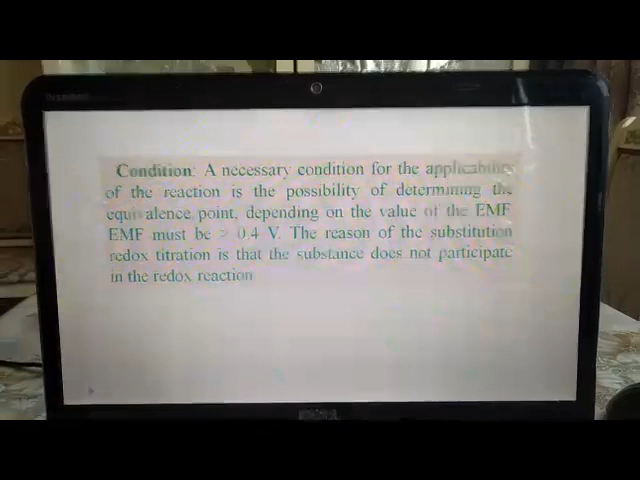 Condition: A necessary condition for the applicability
of the reaction is the possibility of determining the
equivalence point, depending on the value of the EMF
EMF must be > 0.4 V. The reason of the substitution
redox titration is that the substance does not participate
in the redox reaction
DELL